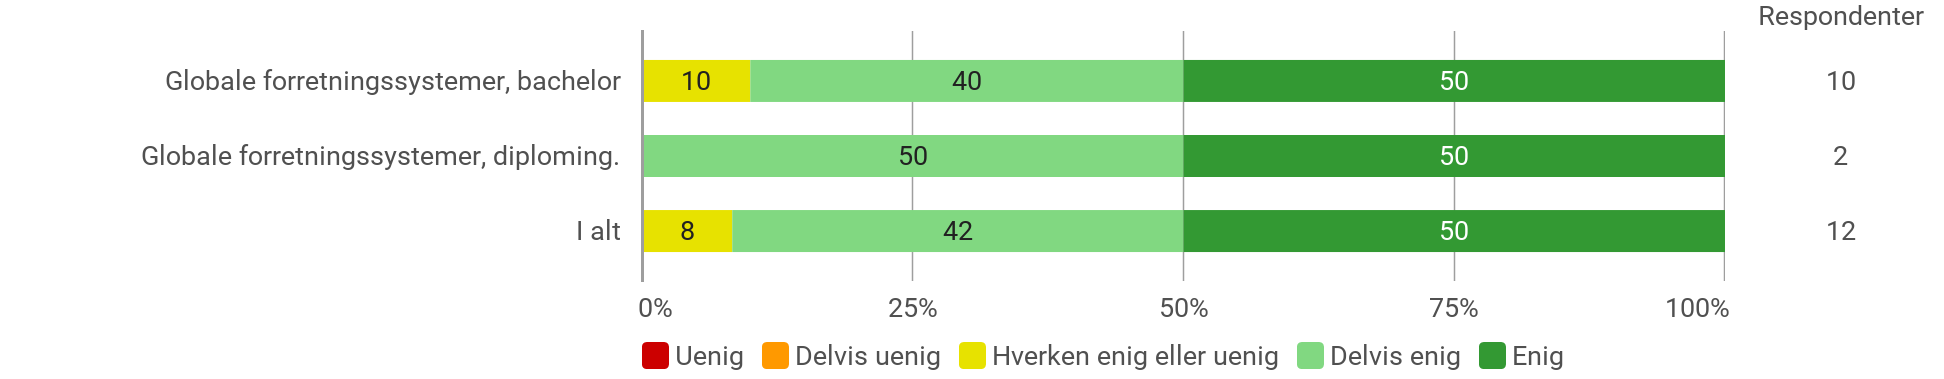 Respondenter
Globale forretningssystemer, bachelor 10 40 50 10
Globale forretningssystemer, diploming. 50 50 2
I alt 8 42 50 12
0% 25% 50% 75% 100%
Uenig Delvis uenig Hverken enig eller uenig Delvis enig Enig